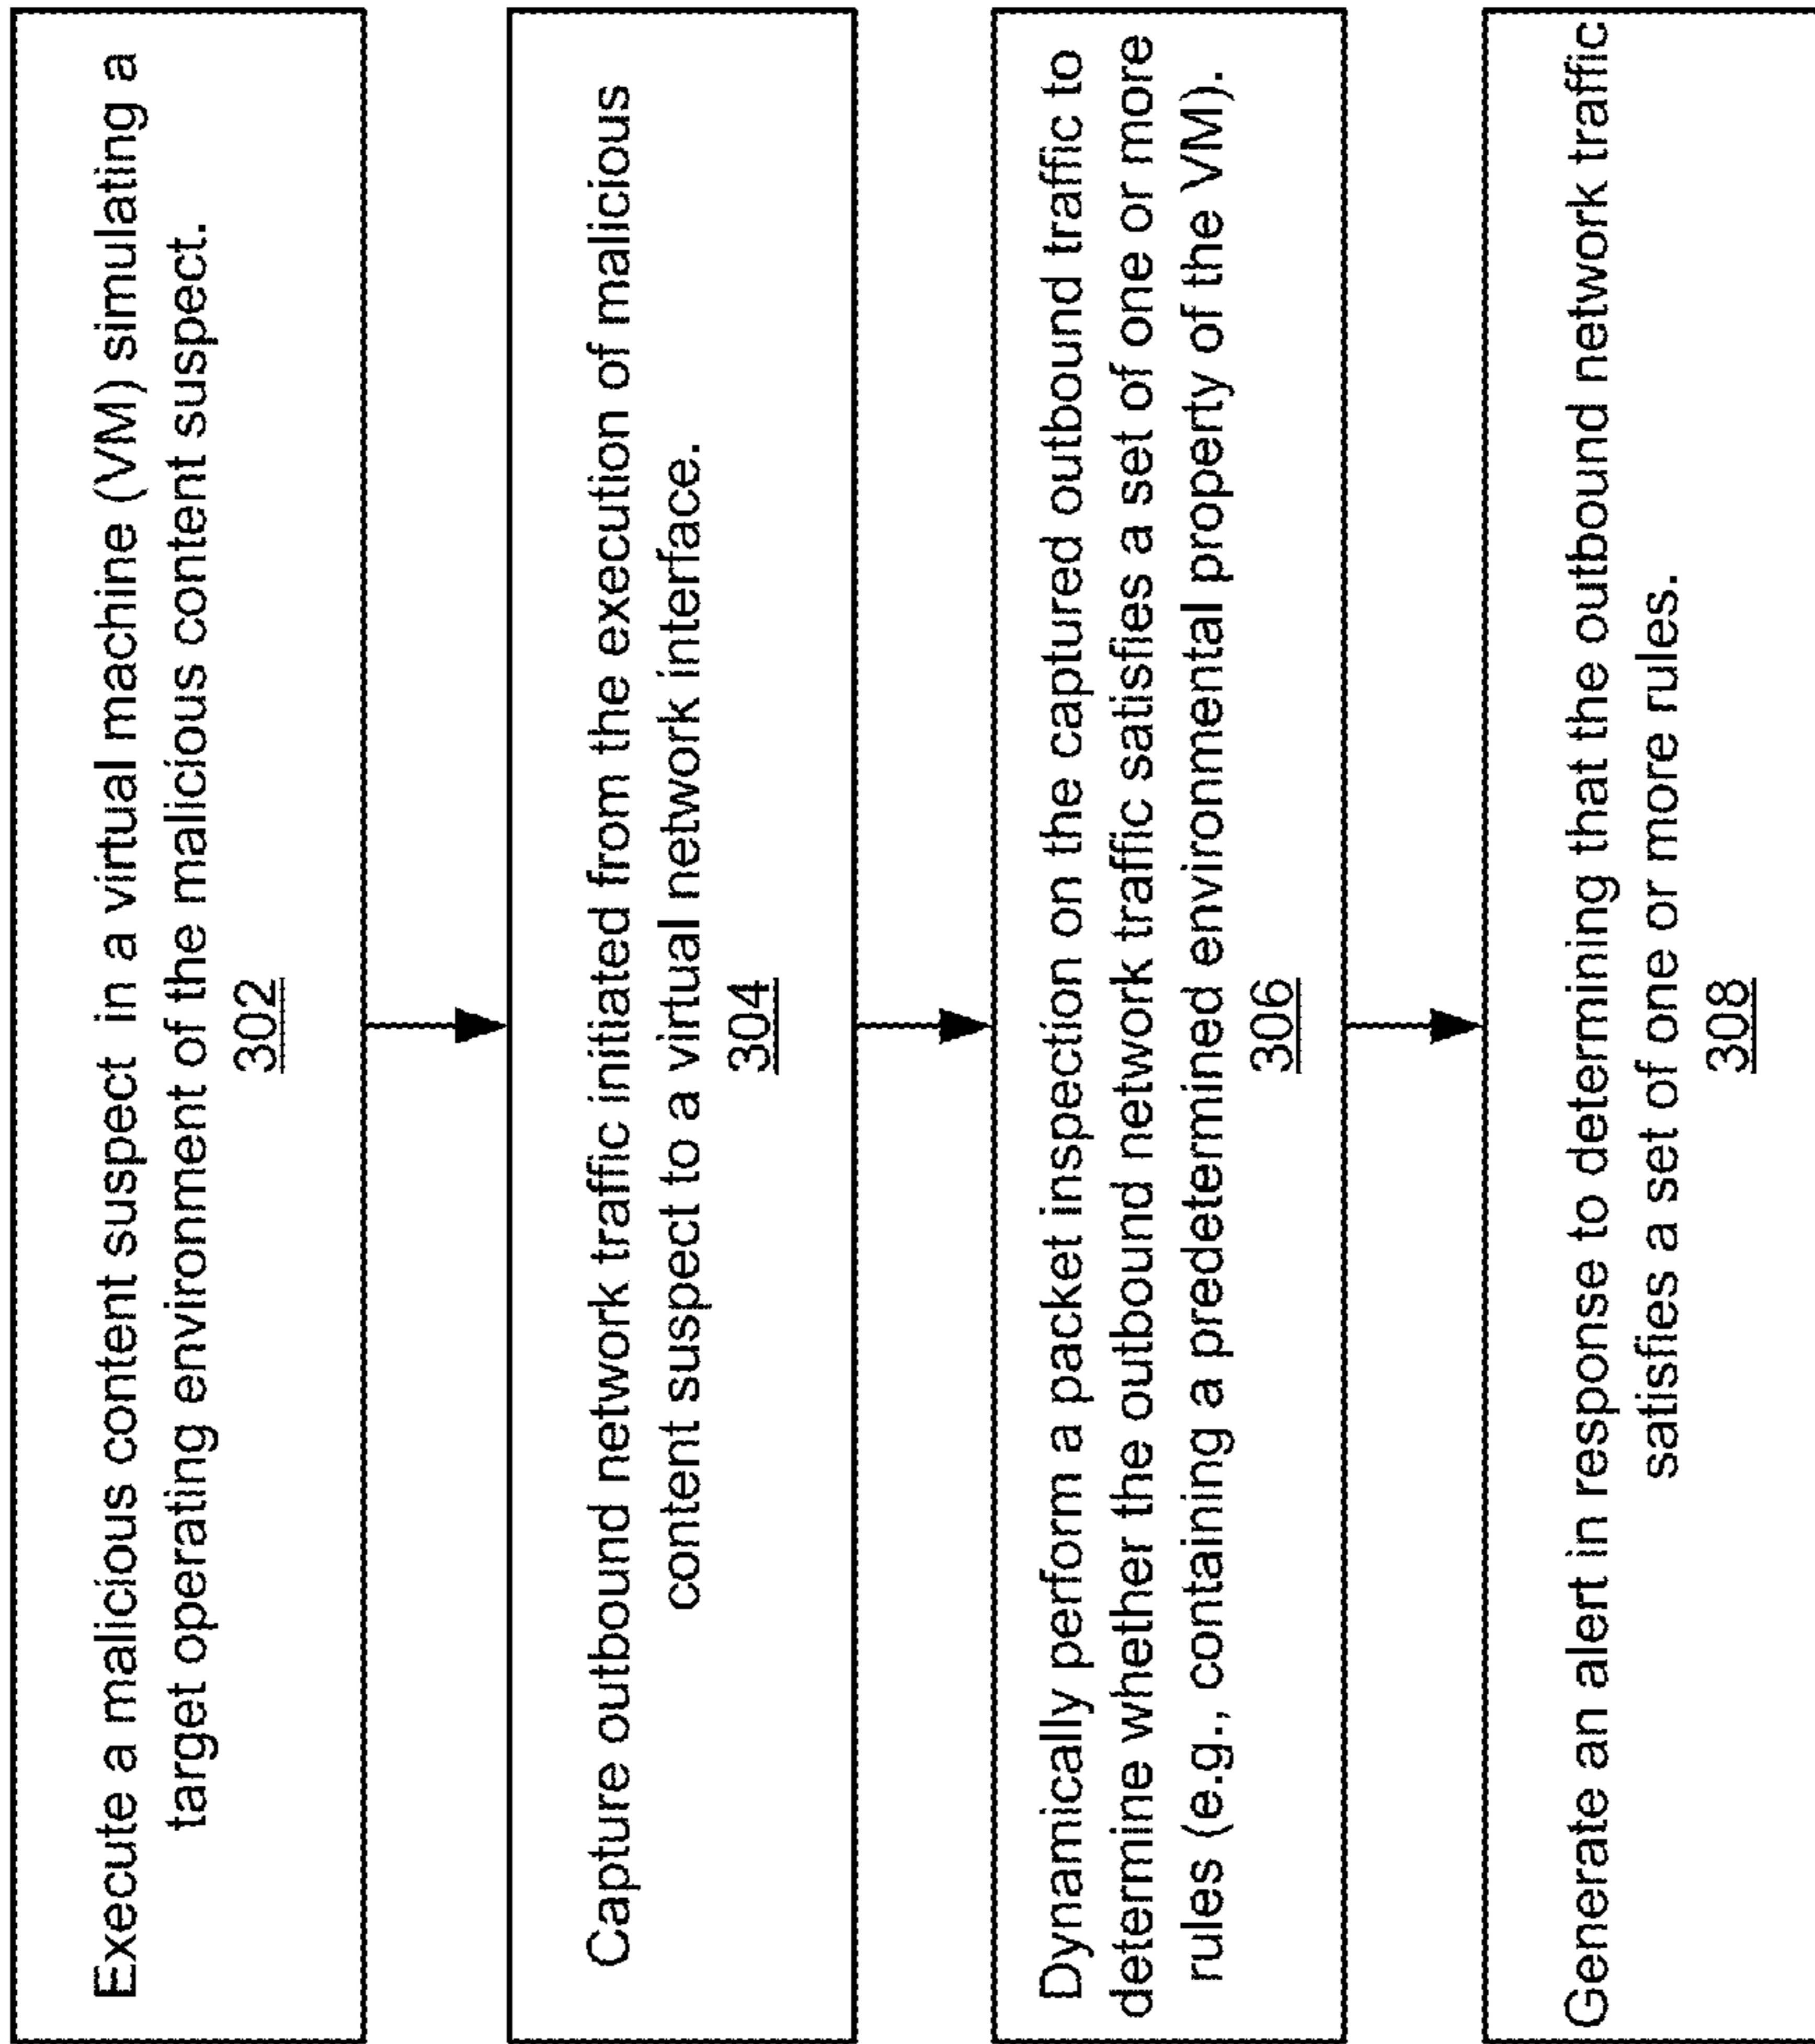 Execute a malicious content suspect in a virtual machine (VM) simulating a
target operating environment of the malicious content suspect.
302
Capture outbound network traffic initiated from the execution of malicious
content suspect to a virtual network interface.
304
Dynamically perform a packet inspection on the captured outbound traffic to
determine whether the outbound network traffic satisfies a set of one or more
rules (e.g., containing a predetermined environmental property of the VM).
306
Generate an alert in response to determining that the outbound network traffic
satisfies a set of one or more rules.
308